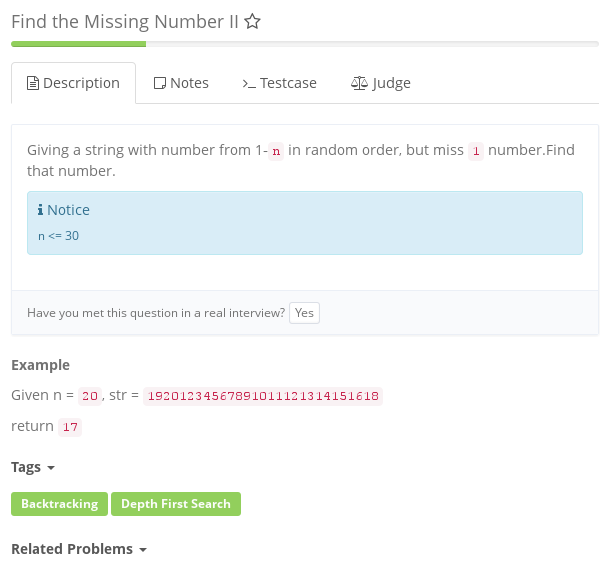 Find the Missing Number II
Description
Notes
Testcase
Judge
Giving a string with number from 1- n in random order, but miss 1 number.Find
that number.
Notice
n <= 30
Have you met this question in a real interview? Yes
Example
Given n = 20 , str = 19201234567891011121314151618
return 17
Tags
Backtracking Depth First Search
Related Problems